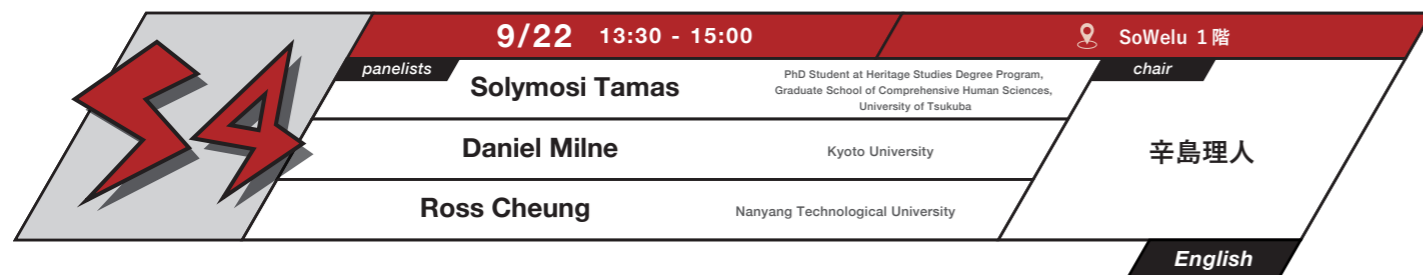 S4
9/22 13:30 - 15:00
SoWelu 1階
panelists
Solymosi Tamas
PhD Student at Heritage Studies Degree Program,
Graduate School of Comprehensive Human Sciences,
University of Tsukuba
Daniel Milne
Kyoto University
Ross Cheung
Nanyang Technological University
chair
辛島理人
English